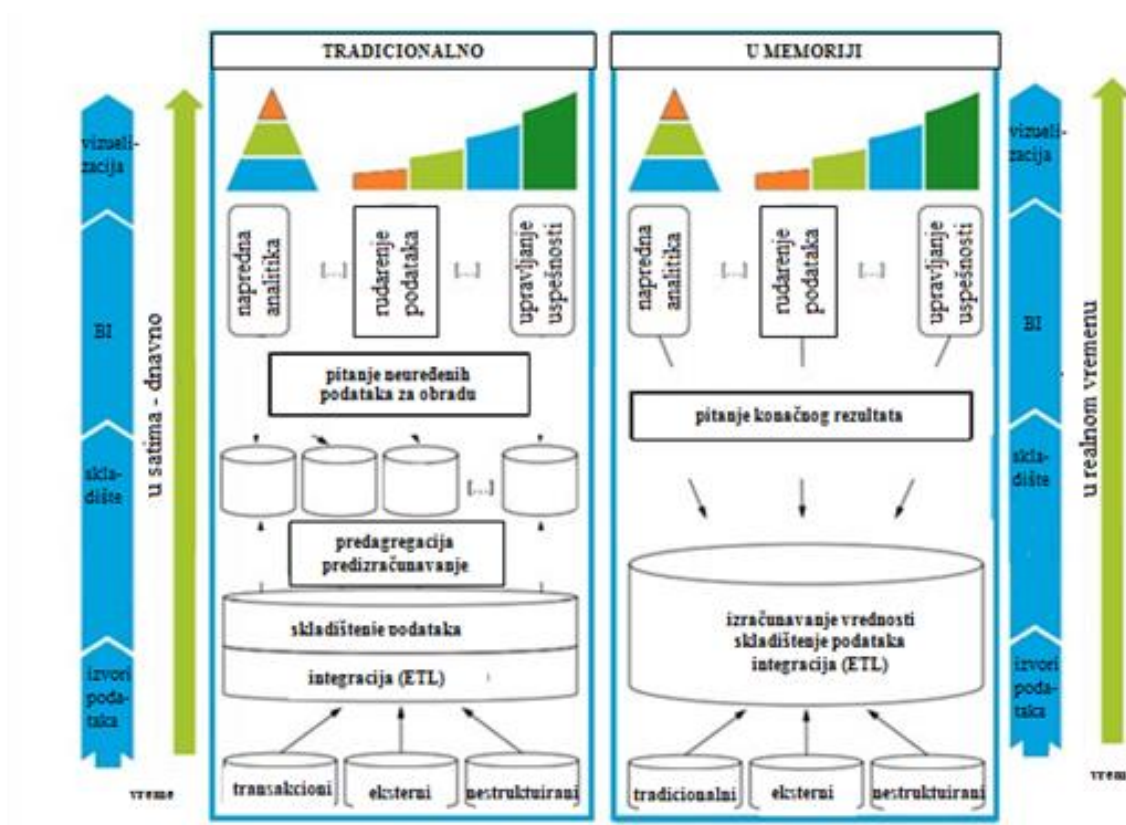 TRADICIONALNO
U MEMORIJI
vizueli-
zacija
BI
skla-
dište
izvori
poda-
taka
u satima - dnavno
vreme
napredna
analitika
[...]
rudarenje
podataka
[...]
upravljanje
uspešnosti
pitanje neuređenih
podataka za obradu
[...]
predagregacija
predizračunavanje
skladištenje podataka
integracija (ETL)
transakcioni
eksterni
nestruktuirani
napredna
analitika
[...]
rudarenje
podataka
[...]
upravljanje
uspešnosti
pitanje konačnog rezultata
izračunavanje vrednosti
skladištenje podataka
integracija (ETL)
tradicionalni
eksterni
nestruktuirani
vizueli-
zacija
BI
skla-
dište
izvori
poda-
taka
u realnom vremenu
vreme